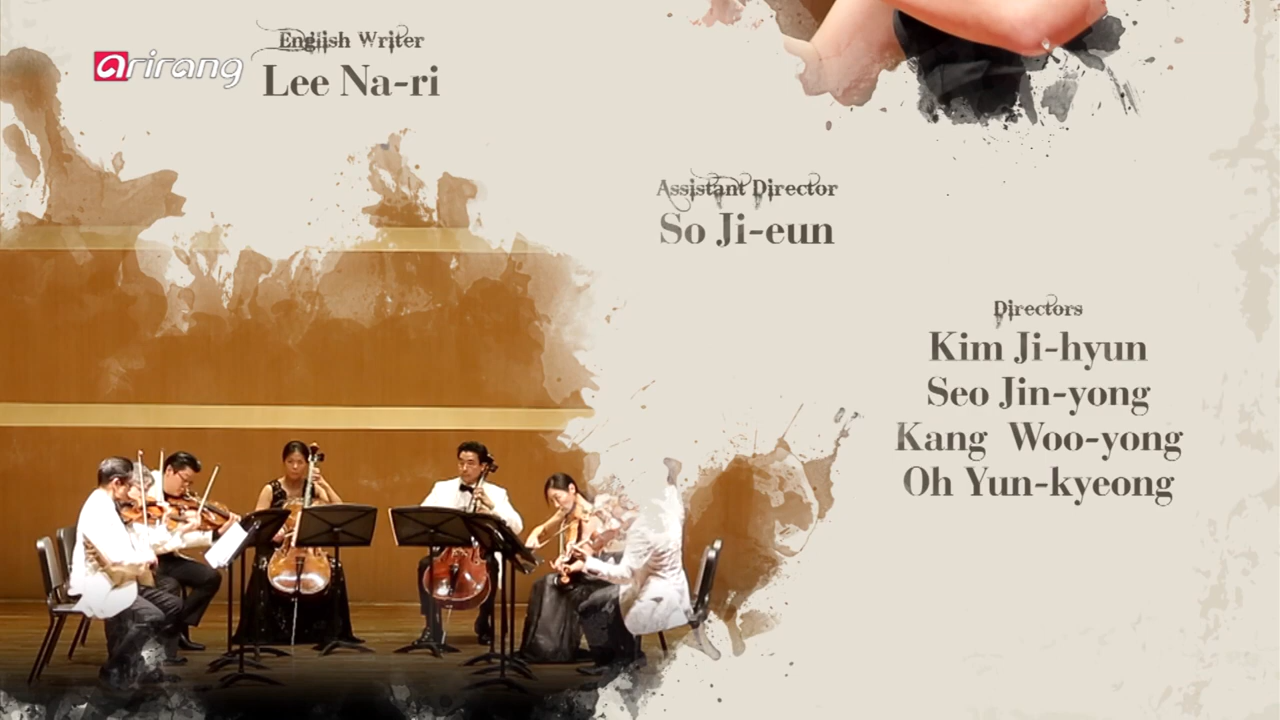 arirang
English Writer
Lee Na-ri
Assistant Director
So Ji-eun
Directors
Kim Ji-hyun
Seo Jin-yong
Kang Woo-yong
Oh Yun-kyeong